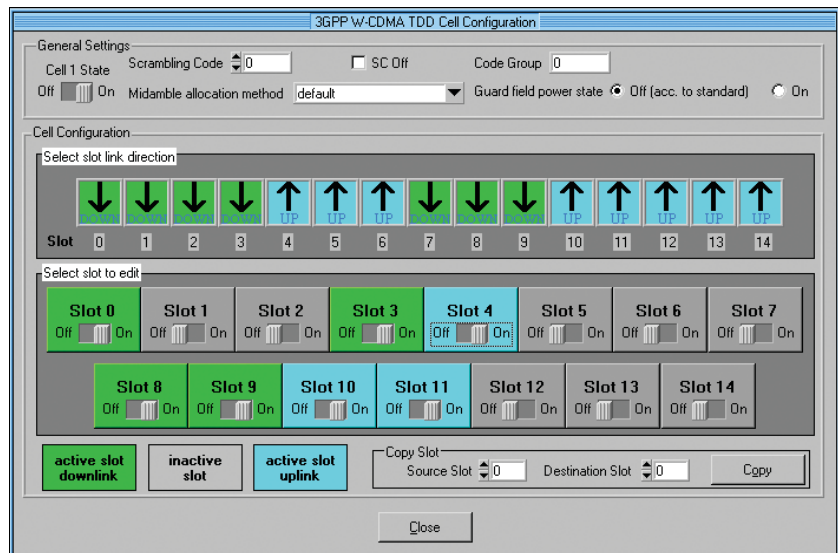 3GPP W-CDMA TDD Cell Configuration
General Settings
Cell 1 State
Scrambling Code 0 SC Off Code Group 0
Off On Midamble allocation method default Guard field power state Off (acc. to standard) On
Cell Configuration
Select slot link direction
DOWN DOWN DOWN DOWN UP UP UP DOWN DOWN DOWN UP UP UP UP UP
Slot 0 1 2 3 4 5 6 7 8 9 10 11 12 13 14
Select slot to edit
Slot 0 Slot 1 Slot 2 Slot 3 Slot 4 Slot 5 Slot 6 Slot 7
Off On Off On Off On Off On Off On Off On Off On Off On
Slot 8 Slot 9 Slot 10 Slot 11 Slot 12 Slot 13 Slot 14
Off On Off On Off On Off On Off On Off On Off On
active slot downlink
inactive slot
active slot uplink
Copy Slot
Source Slot 0 Destination Slot 0 Copy
Close